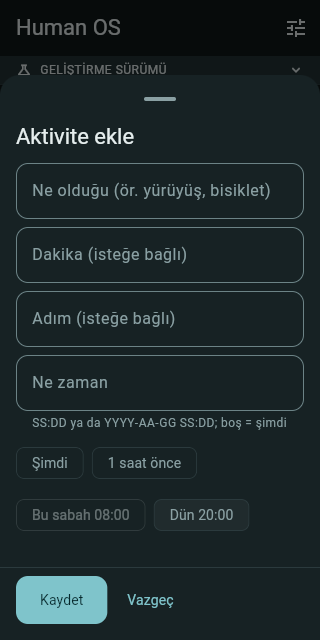 Human OS
GELİŞTİRME SÜRÜMÜ
Aktivite ekle
Ne olduğu (ör. yürüyüş, bisiklet)
Dakika (isteğe bağlı)
Adım (isteğe bağlı)
Ne zaman
SS:DD ya da YYYY-AA-GG SS:DD; boş = şimdi
Şimdi
1 saat önce
Bu sabah 08:00
Dün 20:00
Kaydet
Vazgeç